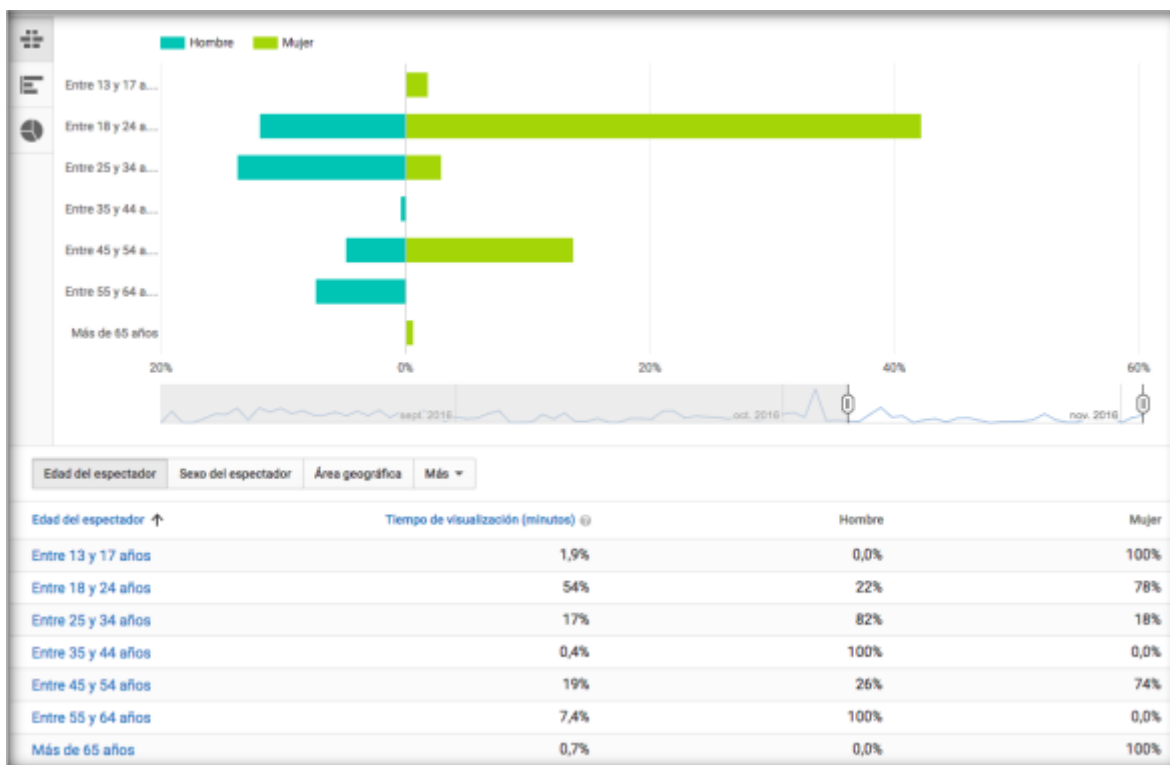 Hombre Mujer
Entre 13 y 17 a....
Entre 18 y 24 a....
Entre 25 y 34 a....
Entre 35 y 44 a....
Entre 45 y 54 a....
Entre 55 y 64 a....
Más de 65 años
20% 0% 20% 40% 60%
sept. 2016 oct. 2016 nov. 2016
Edad del espectador Sexo del espectador Área geográfica Más
Edad del espectador Tiempo de visualización (minutos) Hombre Mujer
Entre 13 y 17 años 1,9% 0,0% 100%
Entre 18 y 24 años 54% 22% 78%
Entre 25 y 34 años 17% 82% 18%
Entre 35 y 44 años 0,4% 100% 0,0%
Entre 45 y 54 años 19% 26% 74%
Entre 55 y 64 años 7,4% 100% 0,0%
Más de 65 años 0,7% 0,0% 100%